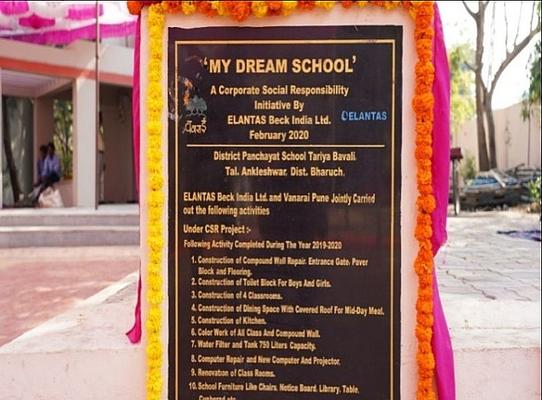 'MY DREAM SCHOOL'
A Corporate Social Responsibility
Initiative By
ELANTAS Beck India Ltd.
February 2020
वनराई
ELANTAS
District Panchayat School Tariya Bavali
Tal. Ankleshwar, Dist. Bharuch.
ELANTAS Beck India Ltd. and Vanarai Pune Jointly Carried
out the following activities
Under CSR Project :-
Following Activity Completed During The Year 2019-2020
1. Construction of Compound Wall Repair, Entrance Gate, Paver
Block and Flooring.
2. Construction of Toilet Block For Boys And Girls.
3. Construction of 4 Classrooms.
4. Construction of Dining Space With Covered Roof For Mid-Day Meal.
5. Construction of Kitchen.
6. Color Work of All Class And Compound Wall.
7. Water Filter and Tank 750 Liters Capacity.
8. Computer Repair and New Computer And Projector.
9. Renovation of Class Rooms.
10. School Furniture Like Chairs, Notice Board, Library, Table,
Cupboard etc.